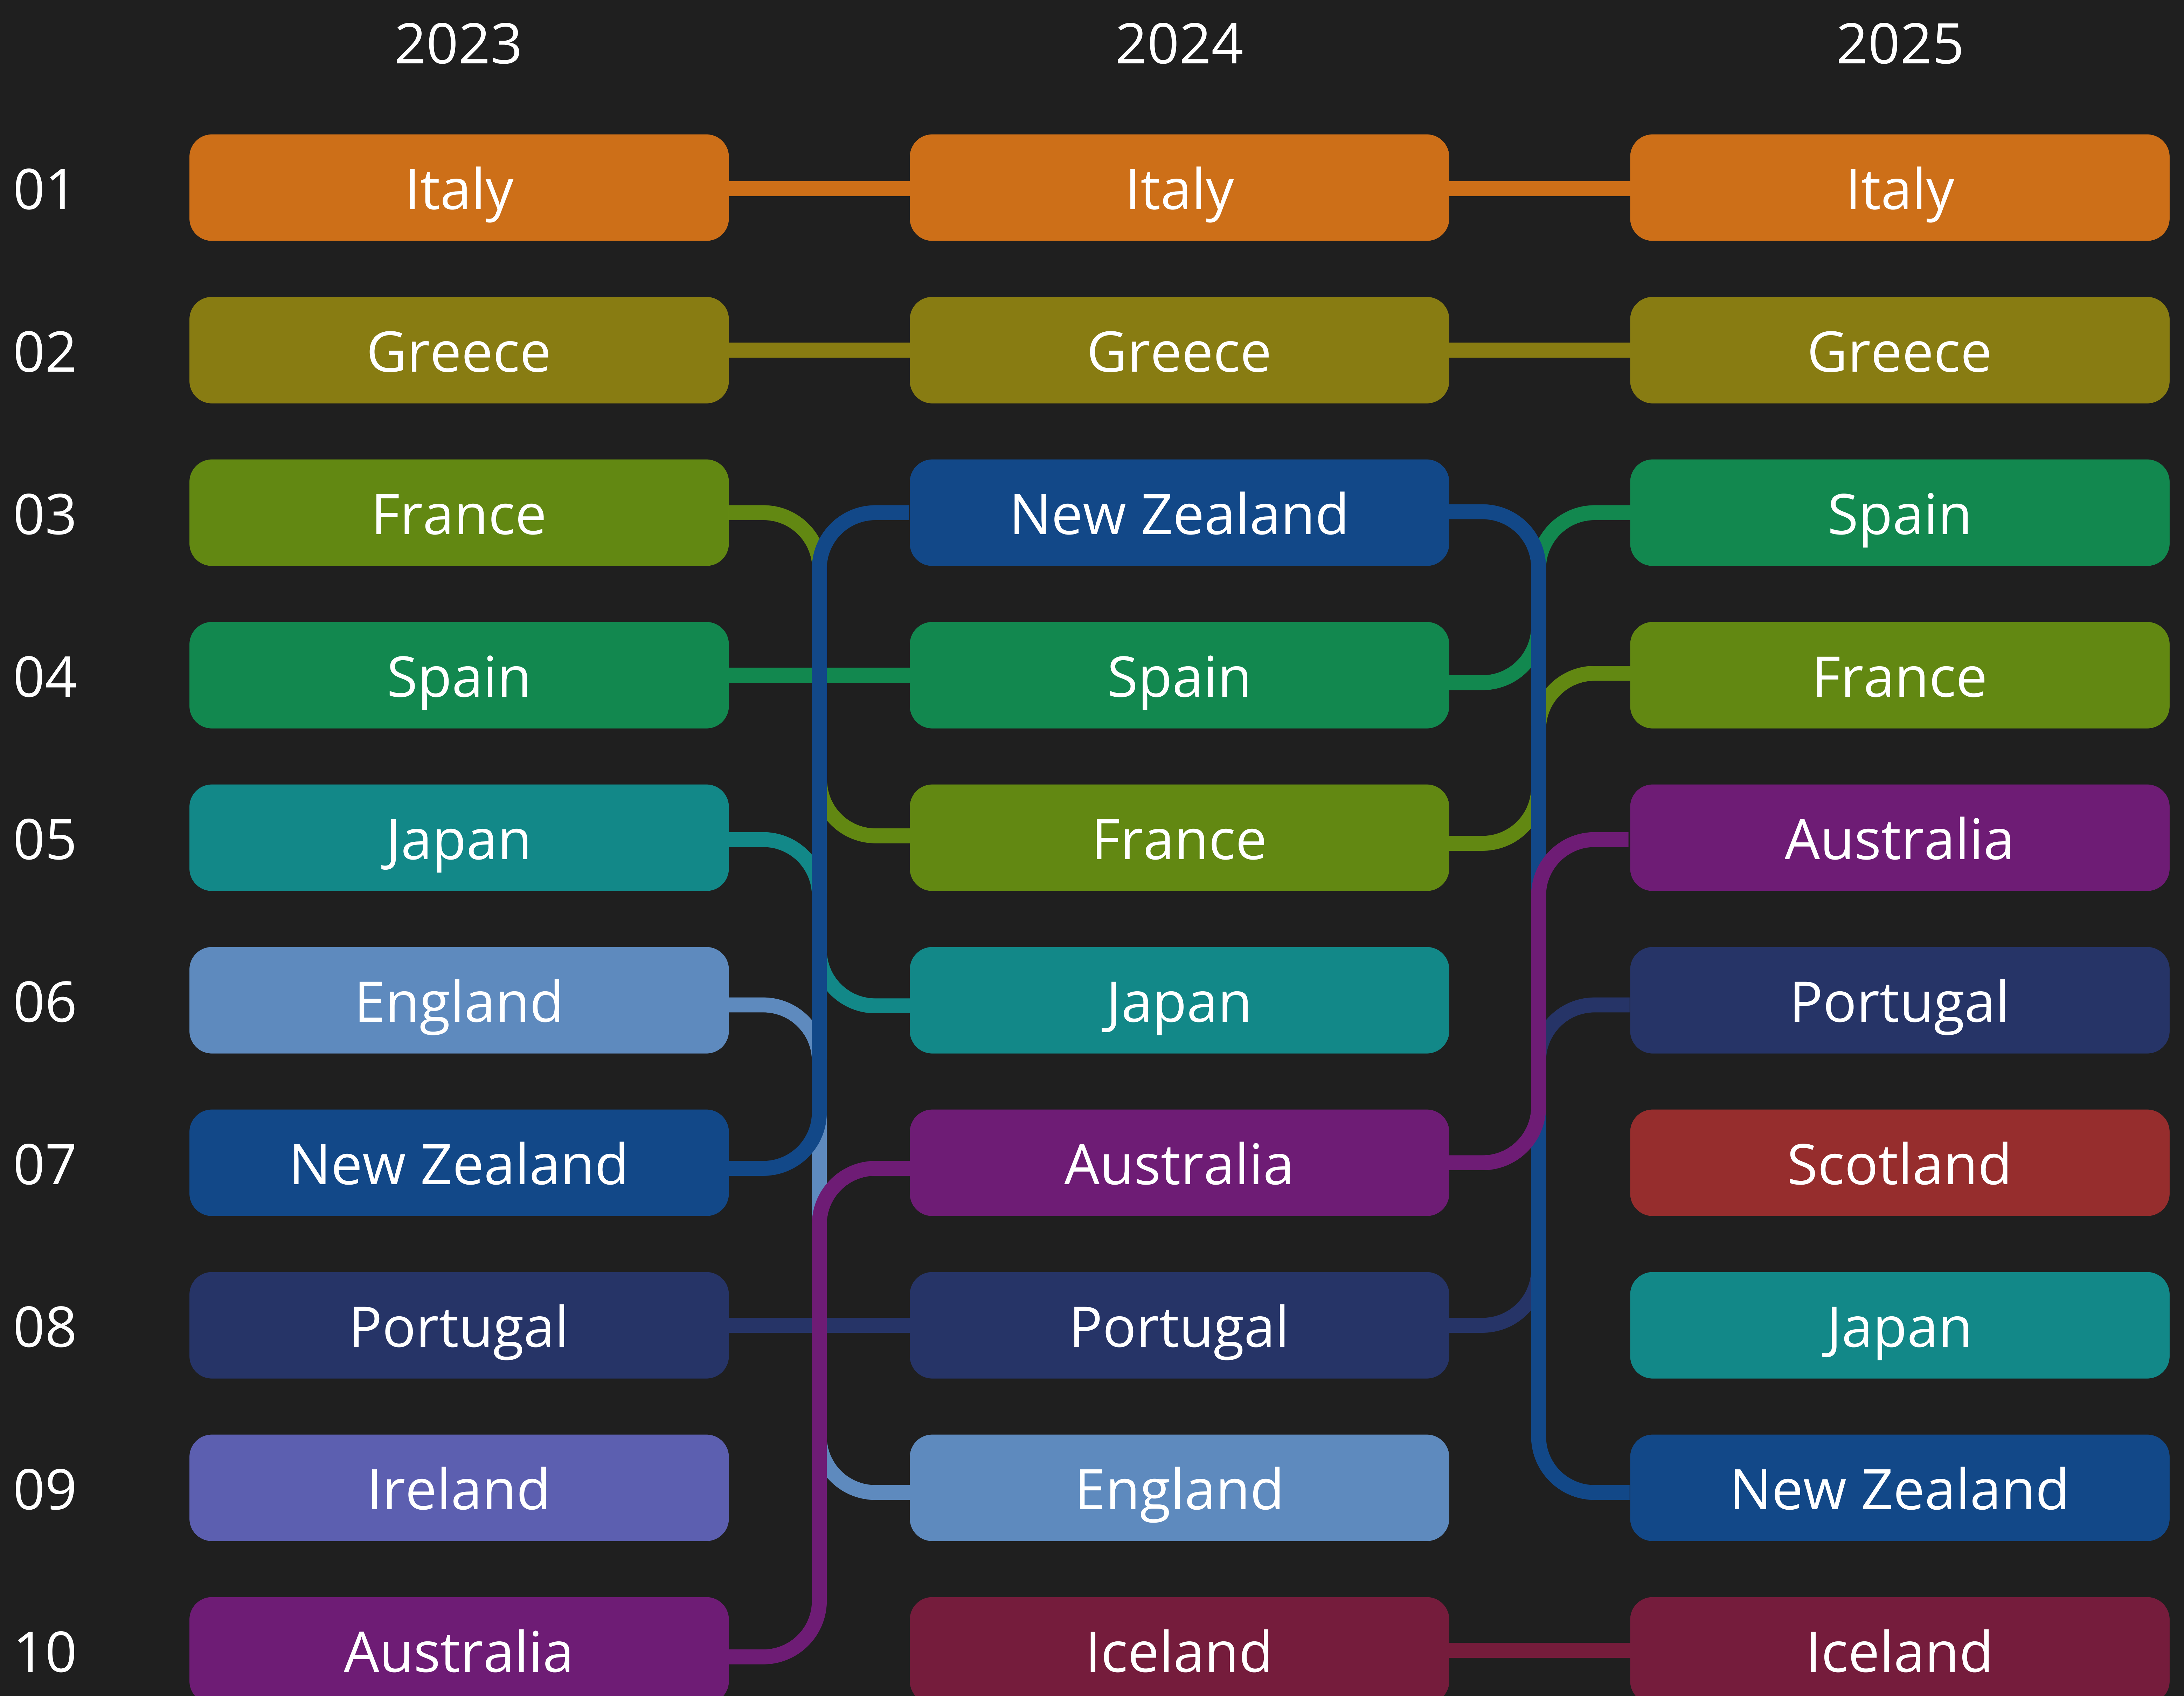 2023 2024 2025
01 Italy Italy Italy
02 Greece Greece Greece
03 France New Zealand Spain
04 Spain Spain France
05 Japan France Australia
06 England Japan Portugal
07 New Zealand Australia Scotland
08 Portugal Portugal Japan
09 Ireland England New Zealand
10 Australia Iceland Iceland